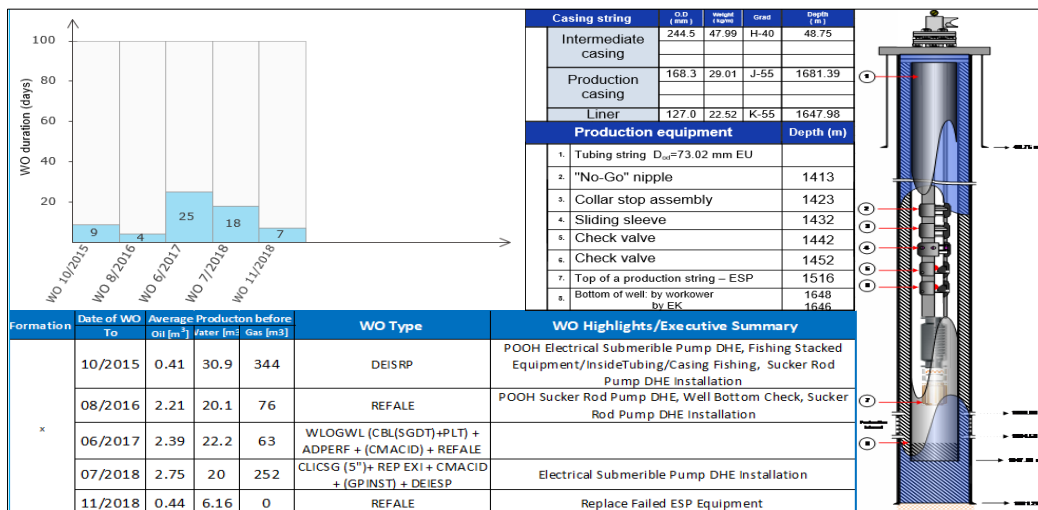 WO duration (days)
100
80
60
40
20
9
4
25
18
7
WO 10/2015
WO 8/2016
WO 6/2017
WO 7/2018
WO 11/2018
Casing string O.D (mm) Weight (kg/m) Grad Depth (m)
Intermediate casing 244.5 47.99 H-40 48.75
Production casing 168.3 29.01 J-55 1681.39
Liner 127.0 22.52 K-55 1647.98
Production equipment Depth (m)
1. Tubing string D =73.02 mm EU
2. "No-Go" nipple 1413
3. Collar stop assembly 1423
4. Sliding sleeve 1432
5. Check valve 1442
6. Check valve 1452
7. Top of a production string – ESP 1516
8. Bottom of well: by workower 1648
by EK 1646
Formation Date of WO Average Producton before WO Type WO Highlights/Executive Summary
To Oil [m³] Water [m3 Gas [m3]
10/2015 0.41 30.9 344 DEISRP POOH Electrical Submerible Pump DHE, Fishing Stacked
Equipment/InsideTubing/Casing Fishing, Sucker Rod
Pump DHE Installation
08/2016 2.21 20.1 76 REFALE POOH Sucker Rod Pump DHE, Well Bottom Check, Sucker
Rod Pump DHE Installation
x
06/2017 2.39 22.2 63 WLOGWL (CBL(SGDT)+PLT) +
ADPERF + (CMACID) + REFALE
07/2018 2.75 20 252 CLICSG (5")+ REP EXI + CMACID
+ (GPINST) + DEIESP Electrical Submerible Pump DHE Installation
11/2018 0.44 6.16 0 REFALE Replace Failed ESP Equipment
1
2
3
4
5
6
7
8
Production